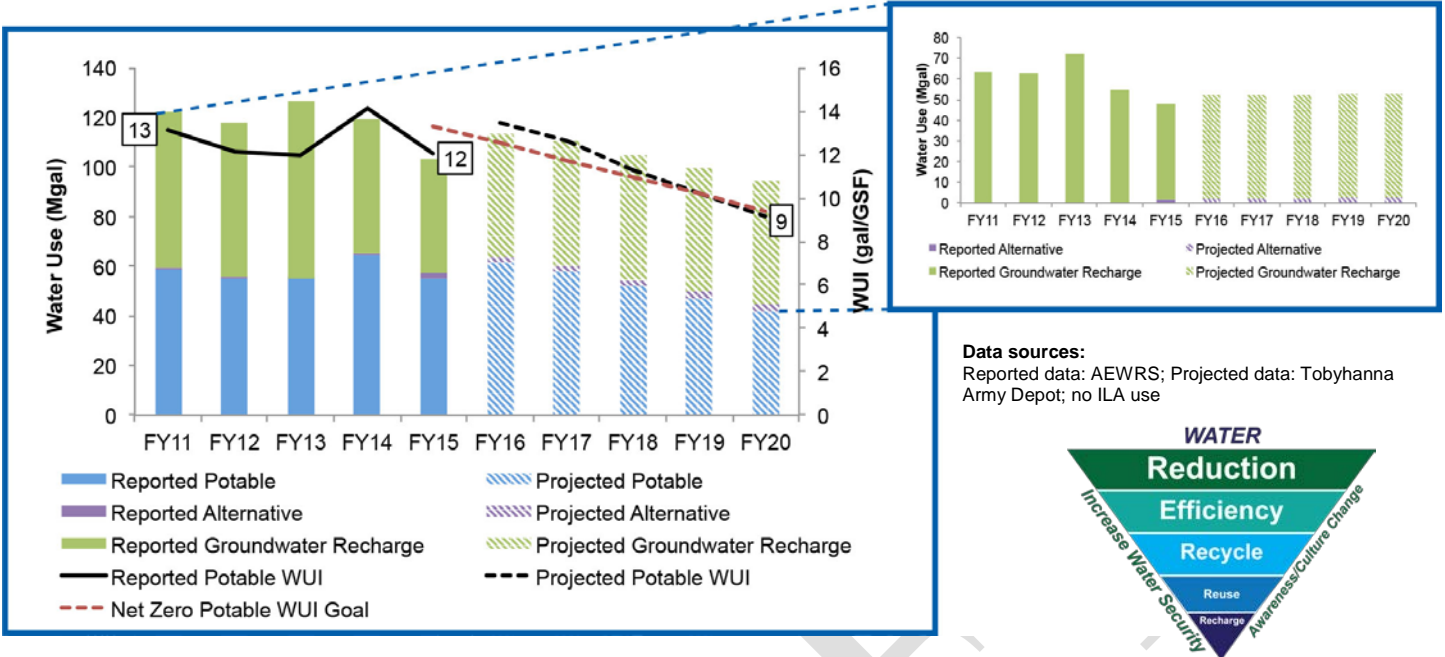 140
120
100
80
60
40
20
0
Water Use (Mgal)
13
12
9
16
14
12
10
8
6
4
2
0
WUI (gal/GSF)
FY11 FY12 FY13 FY14 FY15 FY16 FY17 FY18 FY19 FY20
Reported Potable
Projected Potable
Reported Alternative
Projected Alternative
Reported Groundwater Recharge
Projected Groundwater Recharge
Reported Potable WUI
Projected Potable WUI
Net Zero Potable WUI Goal
80
70
60
50
40
30
20
10
0
Water Use (Mgal)
FY11 FY12 FY13 FY14 FY15 FY16 FY17 FY18 FY19 FY20
Reported Alternative
Projected Alternative
Reported Groundwater Recharge
Projected Groundwater Recharge
Data sources:
Reported data: AEWRS; Projected data: Tobyhanna
Army Depot; no ILA use
WATER
Reduction
Efficiency
Recycle
Reuse
Recharge
Increase Water Security
Awareness/Culture Change